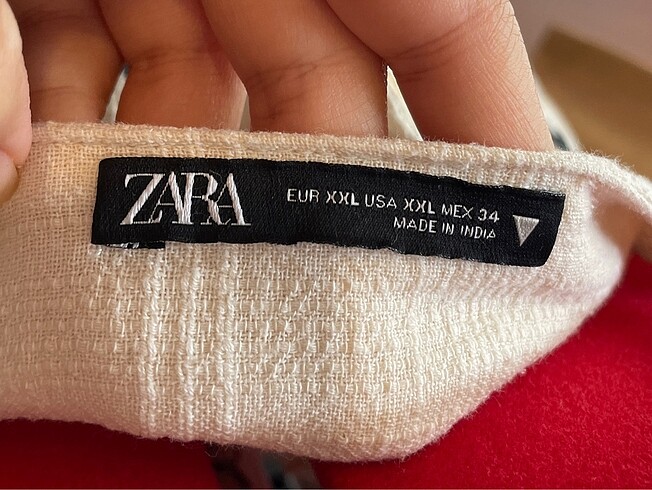 ZARA
EUR XXL USA XXL MEX 34
MADE IN INDIA